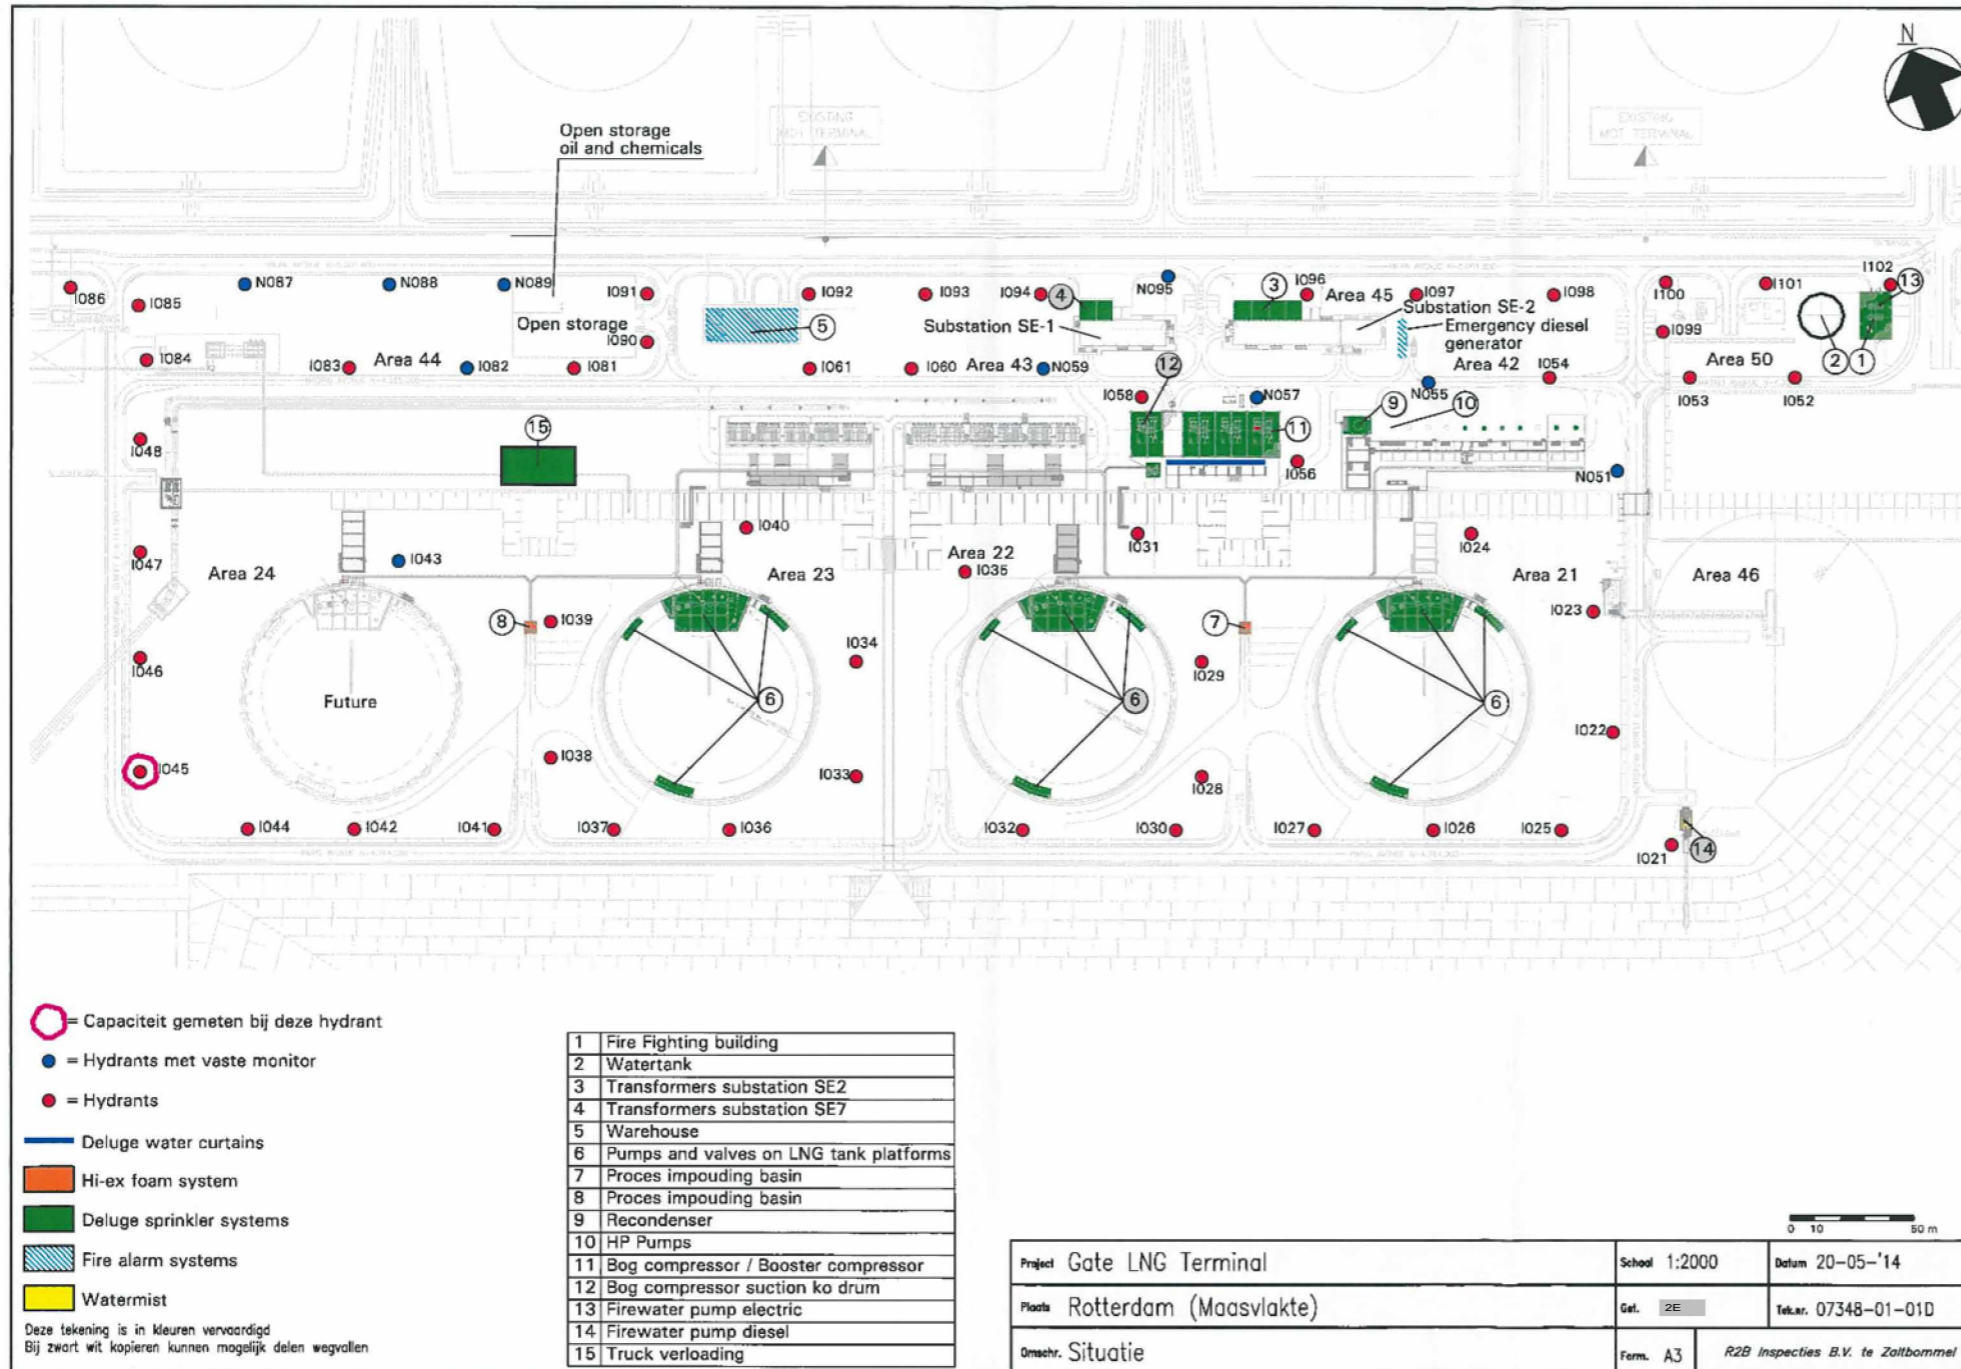 N
EXISTING
MOT TERMINAL
EXISTING
MOT TERMINAL
Open storage
oil and chemicals
I086
I085
N087
N088
N089
I091
I092
I093
I094
4
N095
3
I096
Area 45
I097
I098
I100
I101
I102
13
Open storage
I090
5
Substation SE-1
Substation SE-2
Emergency diesel
generator
I099
I084
I083
Area 44
I082
I081
I061
I060
Area 43
N059
12
Area 42
I054
Area 50
2
1
I058
N057
N055
I053
I052
9
10
15
11
I048
I056
N051
I040
I031
I024
I047
Area 24
I043
Area 23
Area 22
I035
Area 21
Area 46
8
I039
7
I023
I034
I046
I029
Future
6
6
6
I022
I045
I038
I033
I028
I044
I042
I041
I037
I036
I032
I030
I027
I026
I025
I021
14
= Capaciteit gemeten bij deze hydrant
= Hydrants met vaste monitor
= Hydrants
Deluge water curtains
Hi-ex foam system
Deluge sprinkler systems
Fire alarm systems
Watermist
Deze tekening is in kleuren vervaardigd
Bij zwart wit kopieren kunnen mogelijk delen wegvallen
1 Fire Fighting building
2 Watertank
3 Transformers substation SE2
4 Transformers substation SE7
5 Warehouse
6 Pumps and valves on LNG tank platforms
7 Proces impouding basin
8 Proces impouding basin
9 Recondenser
10 HP Pumps
11 Bog compressor / Booster compressor
12 Bog compressor suction ko drum
13 Firewater pump electric
14 Firewater pump diesel
15 Truck verloading
0 10 50 m
Project Gate LNG Terminal
School 1:2000
Datum 20-05-'14
Plaats Rotterdam (Maasvlakte)
Get. 2E
Tek.nr. 07348-01-01D
Omschr. Situatie
Form. A3
R2B Inspecties B.V. te Zaltbommel